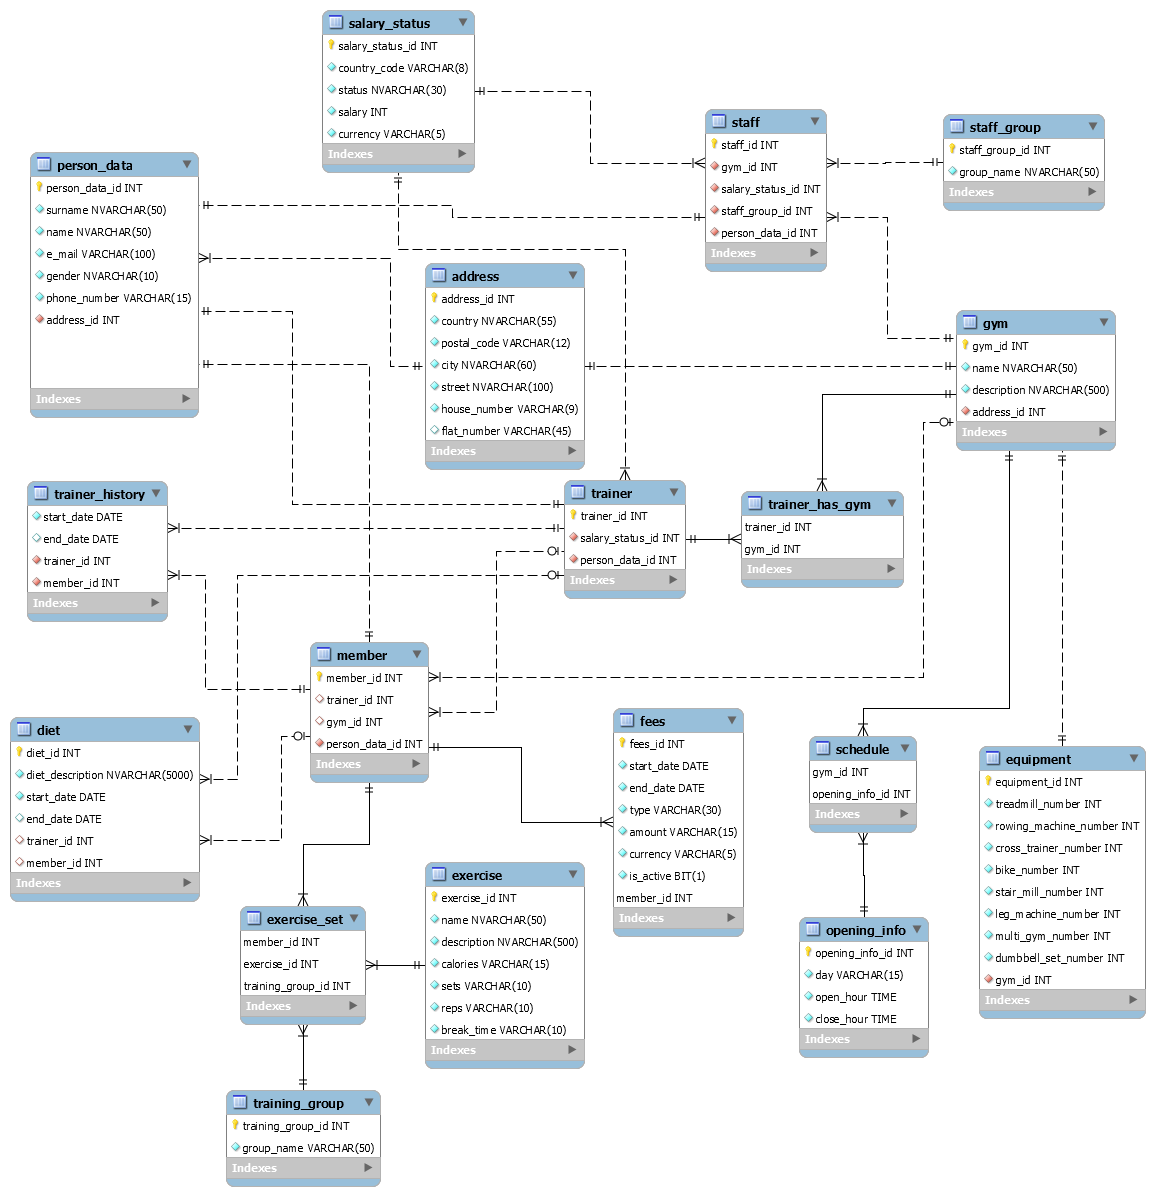 salary_status
salary_status_id INT
country_code VARCHAR(8)
status NVARCHAR(30)
salary INT
currency VARCHAR(5)
Indexes
staff
staff_id INT
gym_id INT
salary_status_id INT
staff_group_id INT
person_data_id INT
Indexes
staff_group
staff_group_id INT
group_name NVARCHAR(50)
Indexes
person_data
person_data_id INT
surname NVARCHAR(50)
name NVARCHAR(50)
e_mail VARCHAR(100)
gender NVARCHAR(10)
phone_number VARCHAR(15)
address_id INT
Indexes
address
address_id INT
country NVARCHAR(55)
postal_code VARCHAR(12)
city NVARCHAR(60)
street NVARCHAR(100)
house_number VARCHAR(9)
flat_number VARCHAR(45)
Indexes
gym
gym_id INT
name NVARCHAR(50)
description NVARCHAR(500)
address_id INT
Indexes
trainer_history
start_date DATE
end_date DATE
trainer_id INT
member_id INT
Indexes
trainer
trainer_id INT
salary_status_id INT
person_data_id INT
Indexes
trainer_has_gym
trainer_id INT
gym_id INT
Indexes
member
member_id INT
trainer_id INT
gym_id INT
person_data_id INT
Indexes
diet
diet_id INT
diet_description NVARCHAR(5000)
start_date DATE
end_date DATE
trainer_id INT
member_id INT
Indexes
fees
fees_id INT
start_date DATE
end_date DATE
type VARCHAR(30)
amount VARCHAR(15)
currency VARCHAR(5)
is_active BIT(1)
member_id INT
Indexes
schedule
gym_id INT
opening_info_id INT
Indexes
equipment
equipment_id INT
treadmill_number INT
rowing_machine_number INT
cross_trainer_number INT
bike_number INT
stair_mill_number INT
leg_machine_number INT
multi_gym_number INT
dumbbell_set_number INT
gym_id INT
Indexes
exercise_set
member_id INT
exercise_id INT
training_group_id INT
Indexes
exercise
exercise_id INT
name NVARCHAR(50)
description NVARCHAR(500)
calories VARCHAR(15)
sets VARCHAR(10)
reps VARCHAR(10)
break_time VARCHAR(10)
Indexes
opening_info
opening_info_id INT
day VARCHAR(15)
open_hour TIME
close_hour TIME
Indexes
training_group
training_group_id INT
group_name VARCHAR(50)
Indexes